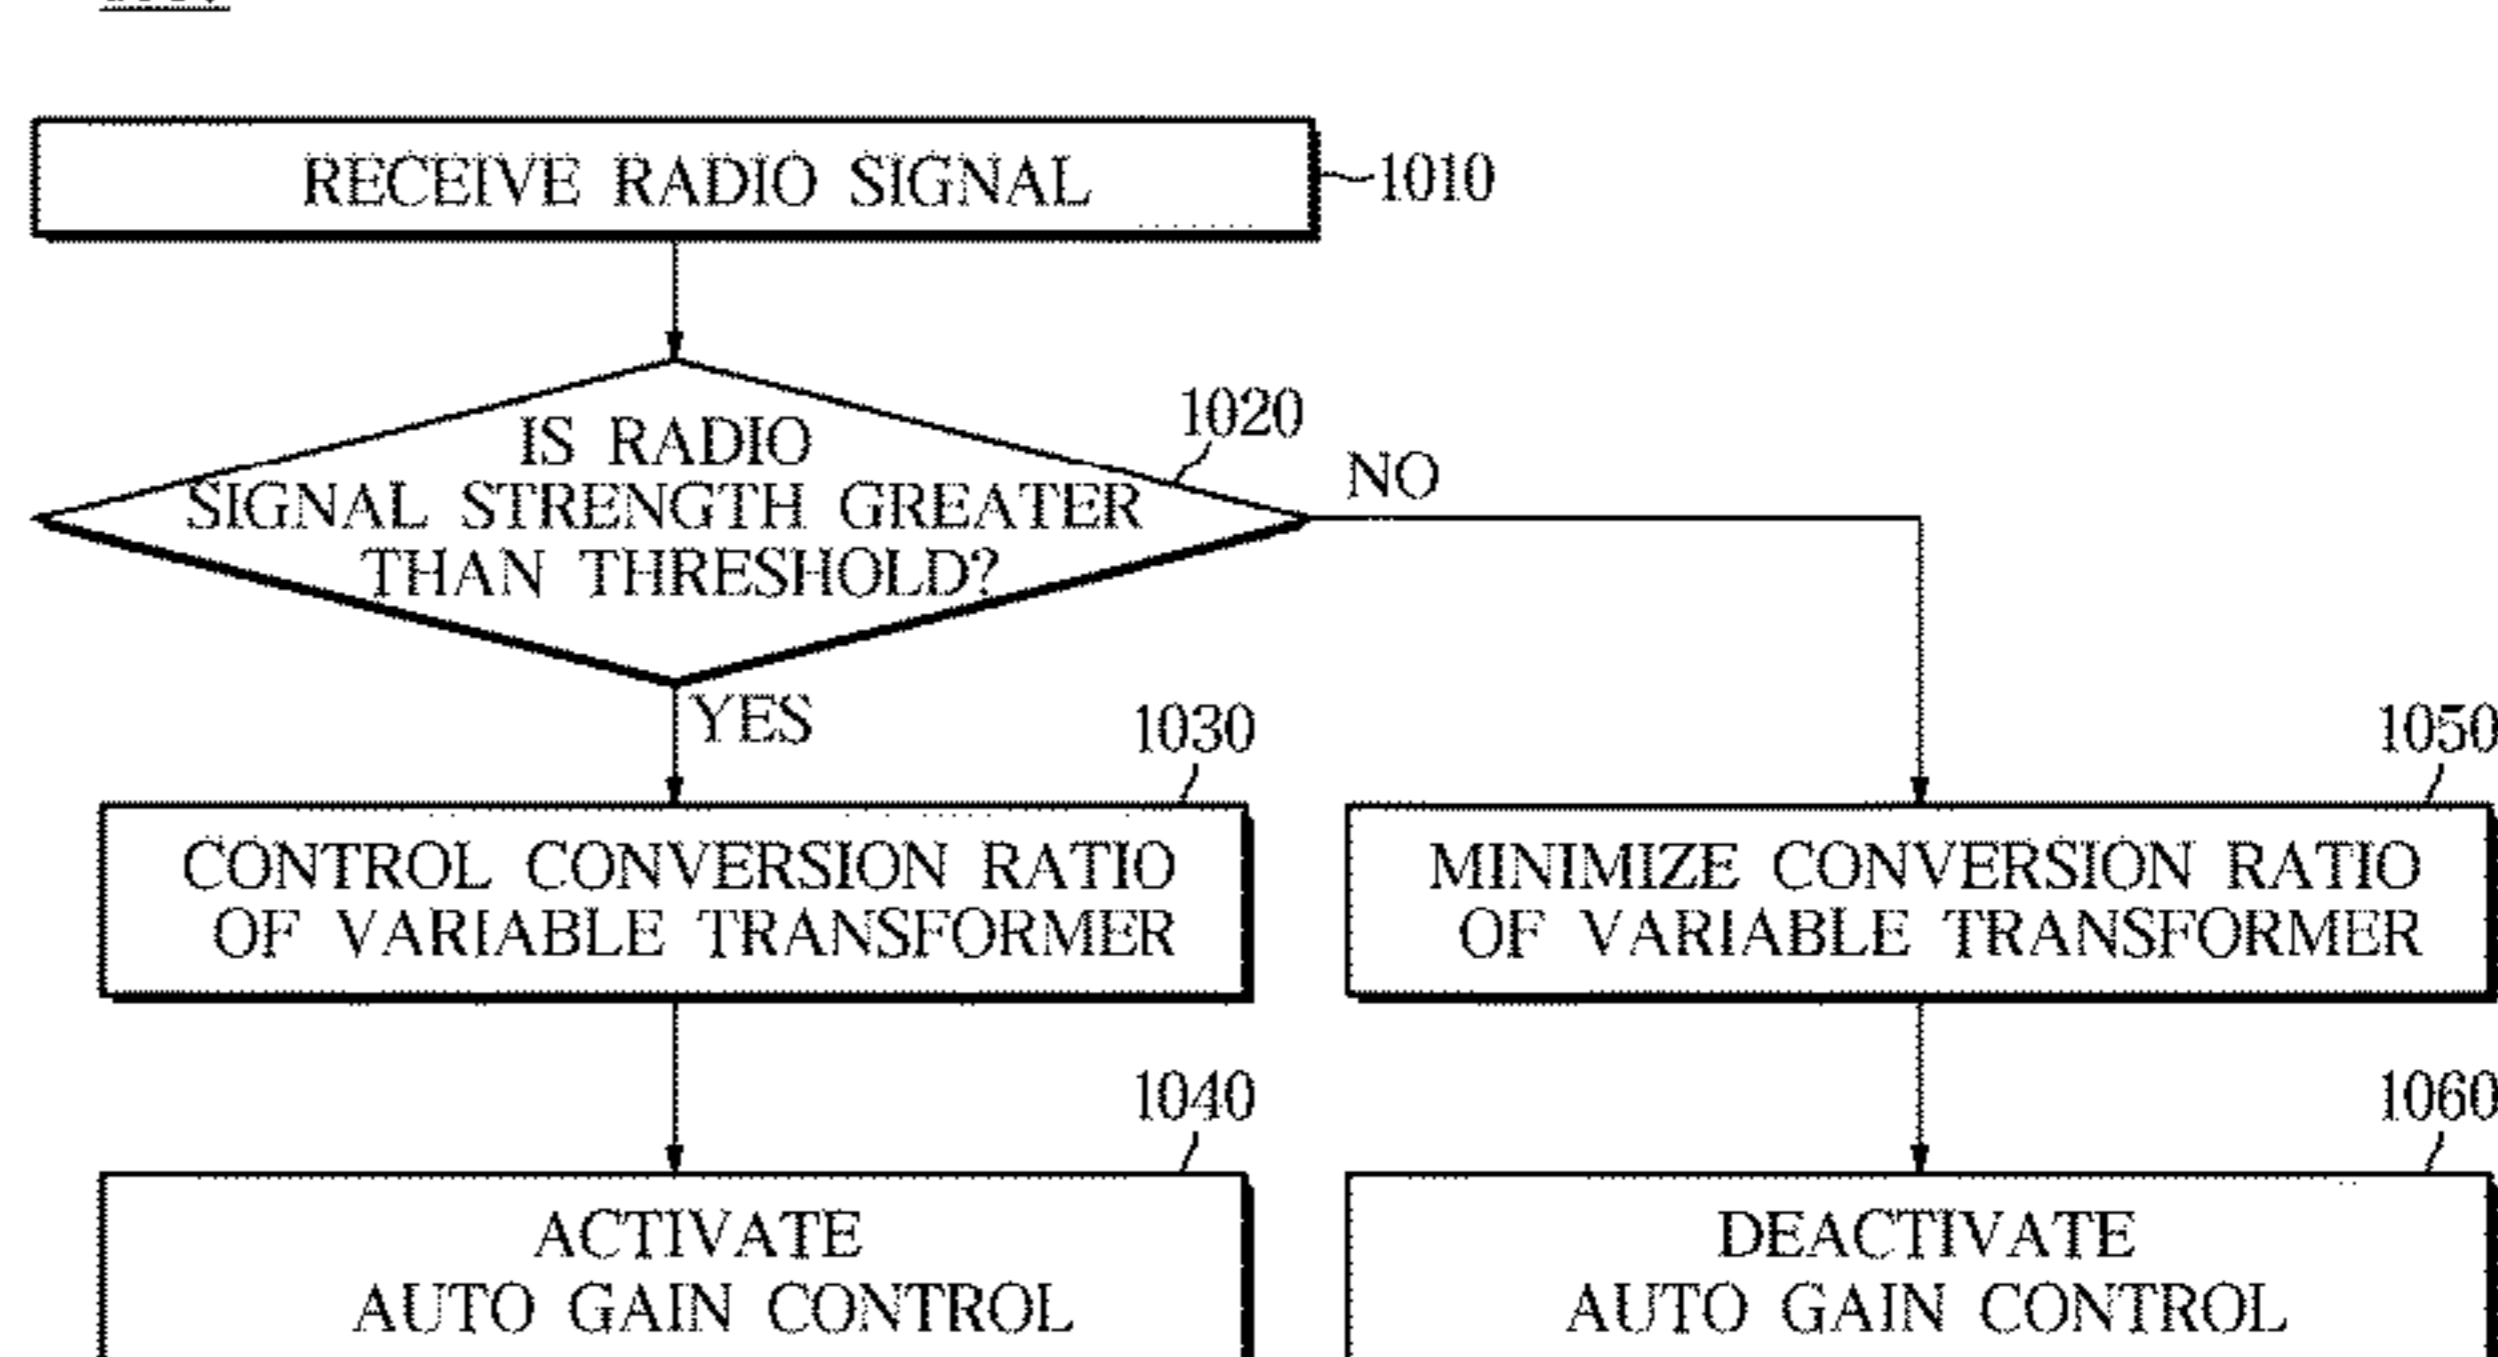 RECEIVE RADIO SIGNAL
1010
IS RADIO
SIGNAL STRENGTH GREATER
THAN THRESHOLD?
1020
NO
YES
1030
CONTROL CONVERSION RATIO
OF VARIABLE TRANSFORMER
1050
MINIMIZE CONVERSION RATIO
OF VARIABLE TRANSFORMER
1040
ACTIVATE
AUTO GAIN CONTROL
1060
DEACTIVATE
AUTO GAIN CONTROL